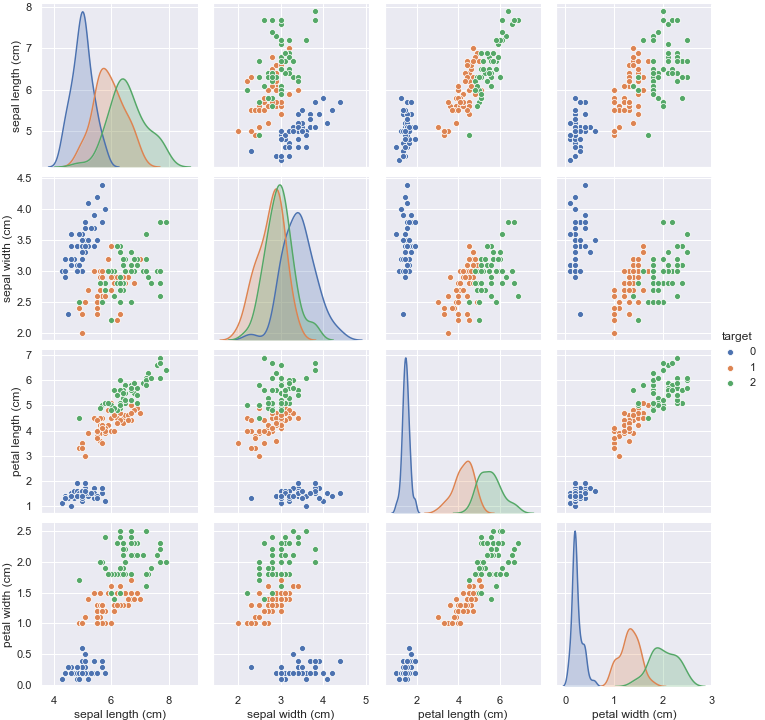 8
7
6
5
sepal length (cm)
4.5
4.0
3.5
3.0
2.5
2.0
sepal width (cm)
target
0
1
2
7
6
5
4
3
2
1
petal length (cm)
2.5
2.0
1.5
1.0
0.5
0.0
petal width (cm)
4 6 8
2 3 4 5
2 4 6 8
0 1 2 3
sepal length (cm) sepal width (cm) petal length (cm) petal width (cm)